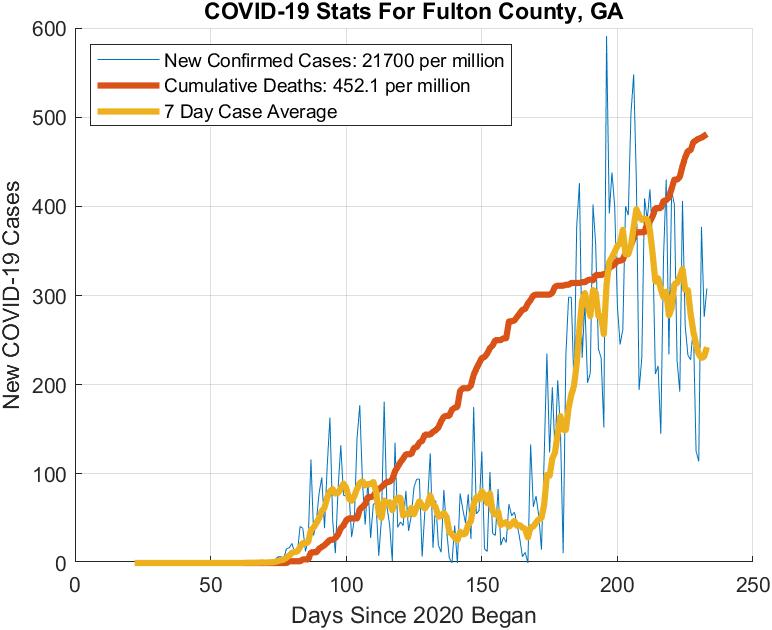 COVID-19 Stats For Fulton County, GA
New Confirmed Cases: 21700 per million
Cumulative Deaths: 452.1 per million
7 Day Case Average
600
500
400
300
200
100
0
New COVID-19 Cases
0 50 100 150 200 250
Days Since 2020 Began